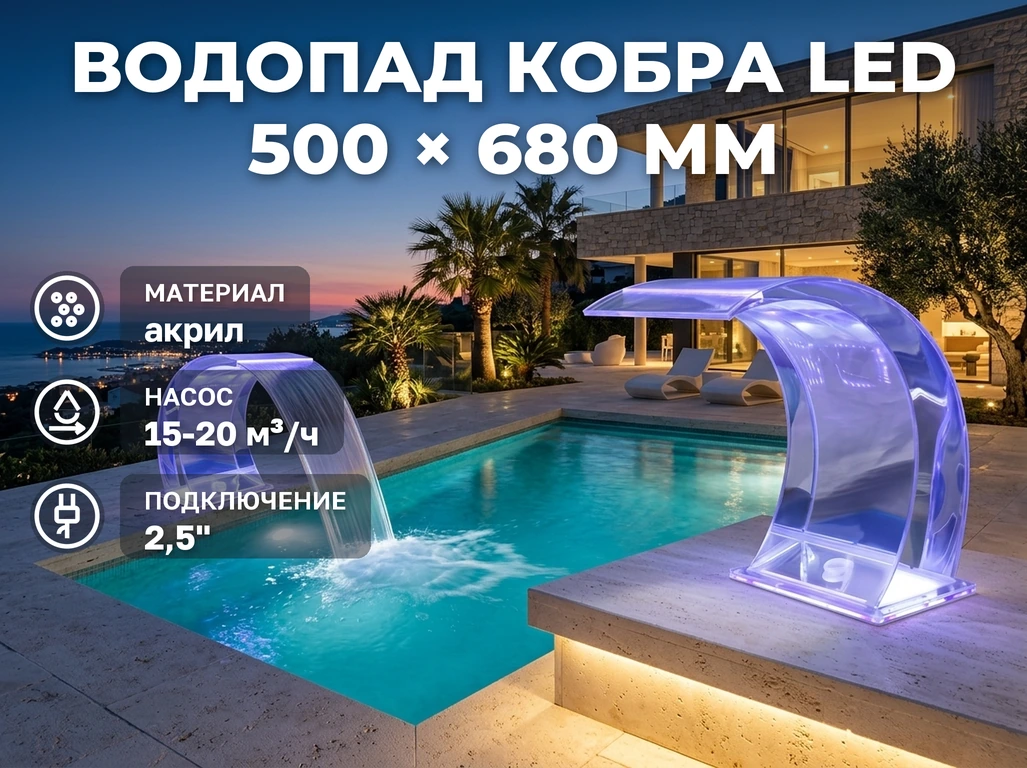 ВОДОПАД КОБРА LED
500 × 680 ММ
МАТЕРИАЛ
акрил
НАСОС
15-20 м³/ч
ПОДКЛЮЧЕНИЕ
2,5"